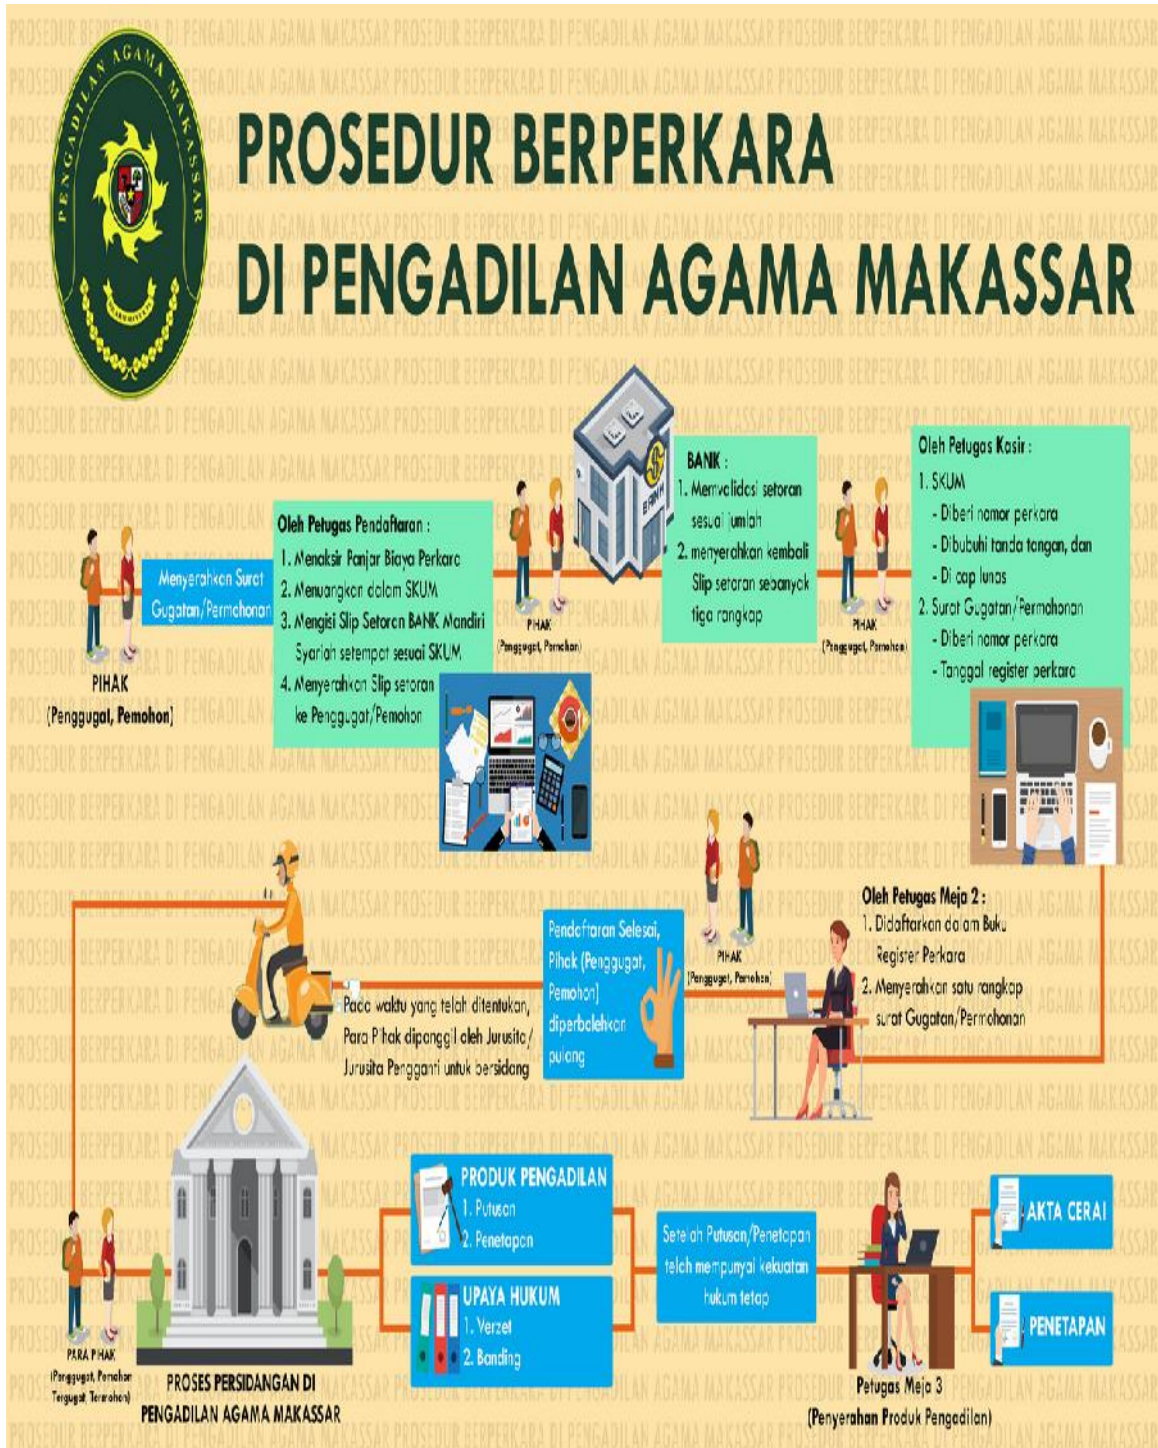 PENGADILAN AGAMA MAKASSAR
PROSEDUR BERPERKARA
DI PENGADILAN AGAMA MAKASSAR
PIHAK
(Penggugat, Pemohon)
Menyerahkan Surat
Gugatan/Permohonan
Oleh Petugas Pendaftaran :
1. Menaksir Panjar Biaya Perkara
2. Menuangkan dalam SKUM
3. Mengisi Slip Setoran BANK Mandiri
Syariah setempat sesuai SKUM
4. Menyerahkan Slip setoran
ke Penggugat/Pemohon
PIHAK
(Penggugat, Pemohon)
BANK
BANK :
1. Memvalidasi setoran
sesuai jumlah
2. menyerahkan kembali
Slip setoran sebanyak
tiga rangkap
PIHAK
(Penggugat, Pemohon)
Oleh Petugas Kasir :
1. SKUM
- Diberi nomor perkara
- Dibubuhi tanda tangan, dan
- Di cap lunas
2. Surat Gugatan/Permohonan
- Diberi nomor perkara
- Tanggal register perkara
Oleh Petugas Meja 2 :
1. Didaftarkan dalam Buku
Register Perkara
2. Menyerahkan satu rangkap
surat Gugatan/Permohonan
PIHAK
(Penggugat, Pemohon)
Pendaftaran Selesai,
Pihak (Penggugat,
Pemohon)
diperbolehkan
pulang
Pada waktu yang telah ditentukan,
Para Pihak dipanggil oleh Jurusita/
Jurusita Pengganti untuk bersidang
PARA PIHAK
(Penggugat, Pemohon
Tergugat, Termohon)
PROSES PERSIDANGAN DI
PENGADILAN AGAMA MAKASSAR
PRODUK PENGADILAN
1. Putusan
2. Penetapan
UPAYA HUKUM
1. Verzet
2. Banding
Setelah Putusan/Penetapan
telah mempunyai kekuatan
hukum tetap
Petugas Meja 3
(Penyerahan Produk Pengadilan)
AKTA CERAI
PENETAPAN